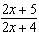 2x + 5
2x + 4